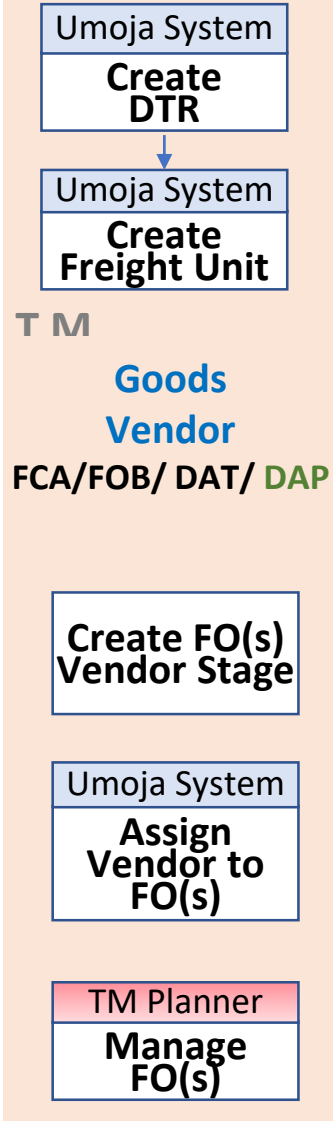 Umoja System
Create
DTR
Umoja System
Create
Freight Unit
T M
Goods
Vendor
FCA/FOB/ DAT/ DAP
Create FO(s)
Vendor Stage
Umoja System
Assign
Vendor to
FO(s)
TM Planner
Manage
FO(s)